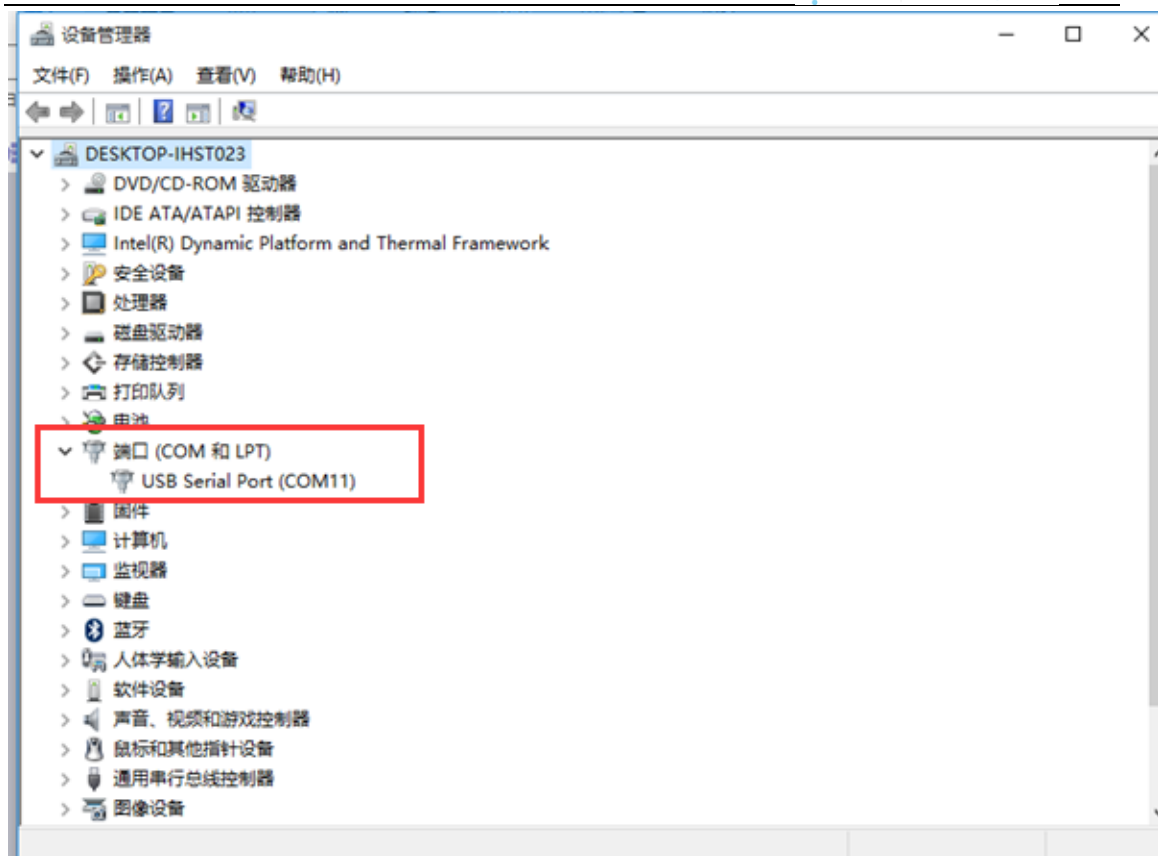 设备管理器
文件(F) 操作(A) 查看(V) 帮助(H)
DESKTOP-IHST023
DVD/CD-ROM 驱动器
IDE ATA/ATAPI 控制器
Intel(R) Dynamic Platform and Thermal Framework
安全设备
处理器
磁盘驱动器
存储控制器
打印队列
电池
端口 (COM 和 LPT)
USB Serial Port (COM11)
固件
计算机
监视器
键盘
蓝牙
人体学输入设备
软件设备
声音、视频和游戏控制器
鼠标和其他指针设备
通用串行总线控制器
图像设备